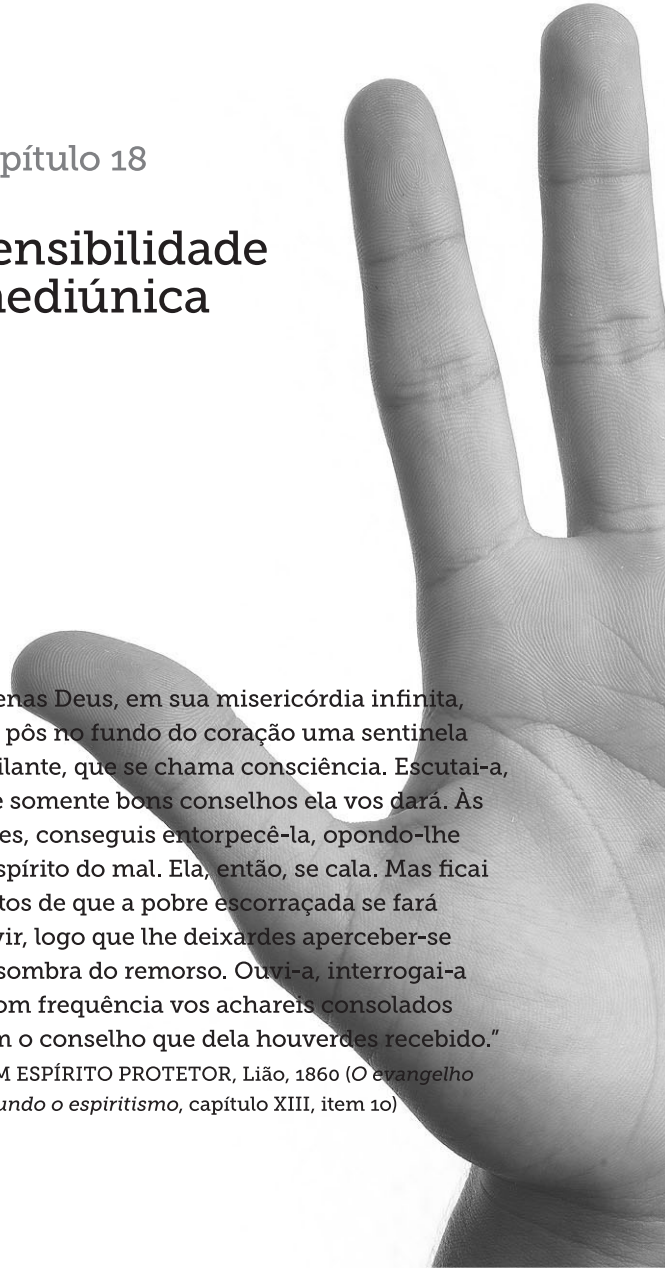 pítulo 18
ensibilidade
ediúnica
enas Deus, em sua misericórdia infinita,
pôs no fundo do coração uma sentinela
ilante, que se chama consciência. Escutai-a,
e somente bons conselhos ela vos dará. Às
es, conseguis entorpecê-la, opondo-lhe
spírito do mal. Ela, então, se cala. Mas ficai
tos de que a pobre escorraçada se fará
vir, logo que lhe deixardes aperceber-se
sombra do remorso. Ouvi-a, interrogai-a
om frequência vos achareis consolados
m o conselho que dela houverdes recebido.”
M ESPÍRITO PROTETOR, Lião, 1860 (O evangelho
undo o espiritismo, capítulo XIII, item 10)